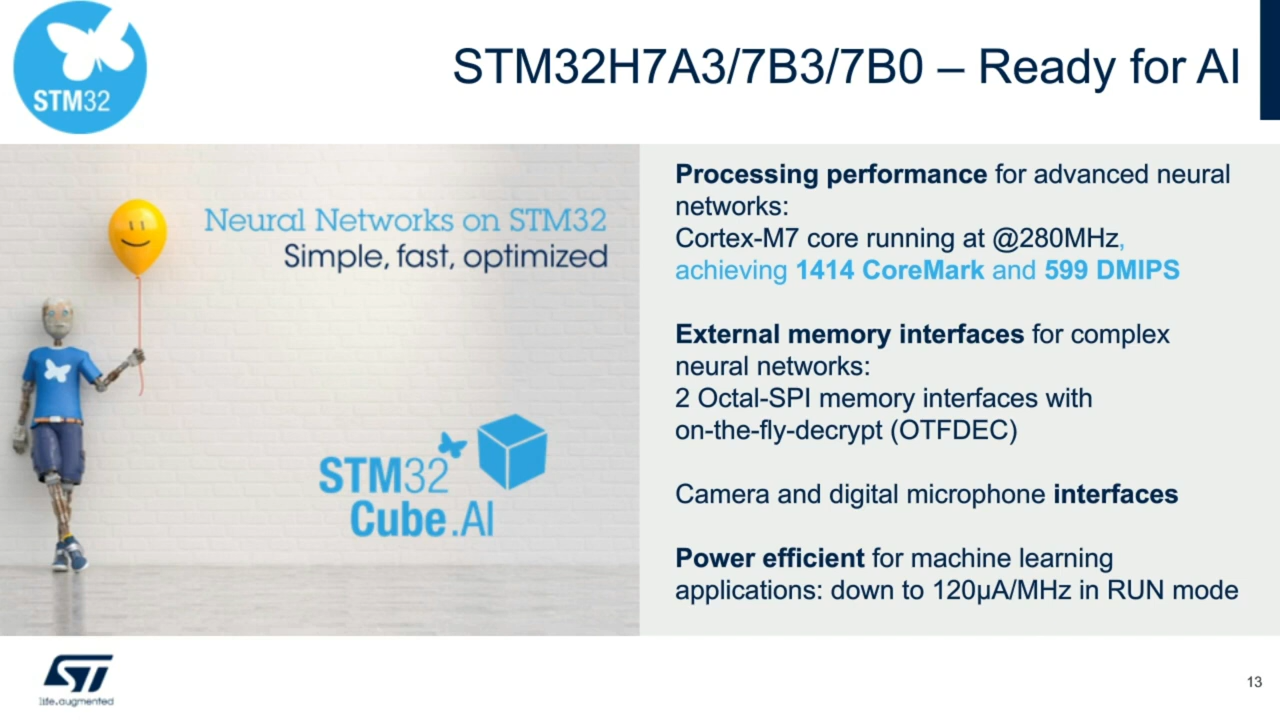 STM32
STM32H7A3/7B3/7B0 – Ready for AI
Neural Networks on STM32
Simple, fast, optimized
STM32
Cube.AI
Processing performance for advanced neural
networks:
Cortex-M7 core running at @280MHz,
achieving 1414 CoreMark and 599 DMIPS
External memory interfaces for complex
neural networks:
2 Octal-SPI memory interfaces with
on-the-fly-decrypt (OTFDEC)
Camera and digital microphone interfaces
Power efficient for machine learning
applications: down to 120µA/MHz in RUN mode
ST
life.augmented
13